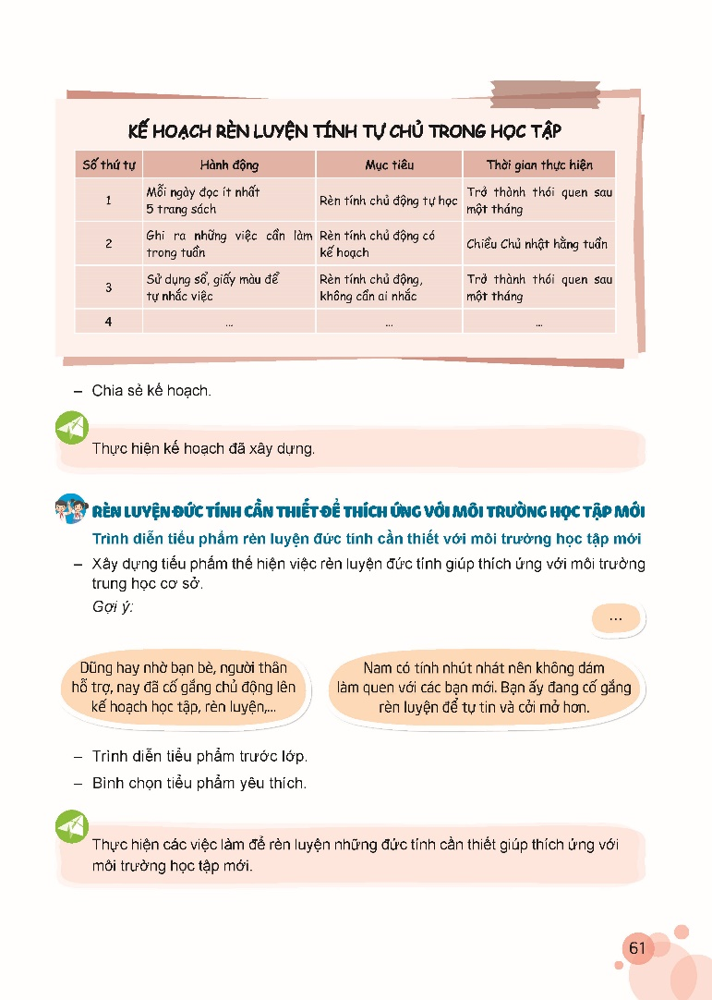 KẾ HOẠCH RÈN LUYỆN TÍNH TỰ CHỦ TRONG HỌC TẬP
Số thứ tự Hành động Mục tiêu Thời gian thực hiện
1 Mỗi ngày đọc ít nhất 5 trang sách Rèn tính chủ động tự học Trở thành thói quen sau một tháng
2 Ghi ra những việc cần làm trong tuần Rèn tính chủ động có kế hoạch Chiều Chủ nhật hằng tuần
3 Sử dụng sổ, giấy màu để tự nhắc việc Rèn tính chủ động, không cần ai nhắc Trở thành thói quen sau một tháng
4 ... ... ...
– Chia sẻ kế hoạch.
Thực hiện kế hoạch đã xây dựng.
RÈN LUYỆN ĐỨC TÍNH CẦN THIẾT ĐỂ THÍCH ỨNG VỚI MÔI TRƯỜNG HỌC TẬP MỚI
Trình diễn tiểu phẩm rèn luyện đức tính cần thiết với môi trường học tập mới
– Xây dựng tiểu phẩm thể hiện việc rèn luyện đức tính giúp thích ứng với môi trường
trung học cơ sở.
Gợi ý:
...
Dũng hay nhờ bạn bè, người thân
hỗ trợ, nay đã cố gắng chủ động lên
kế hoạch học tập, rèn luyện,...
Nam có tính nhút nhát nên không dám
làm quen với các bạn mới. Bạn ấy đang cố gắng
rèn luyện để tự tin và cởi mở hơn.
– Trình diễn tiểu phẩm trước lớp.
– Bình chọn tiểu phẩm yêu thích.
Thực hiện các việc làm để rèn luyện những đức tính cần thiết giúp thích ứng với
môi trường học tập mới.
61